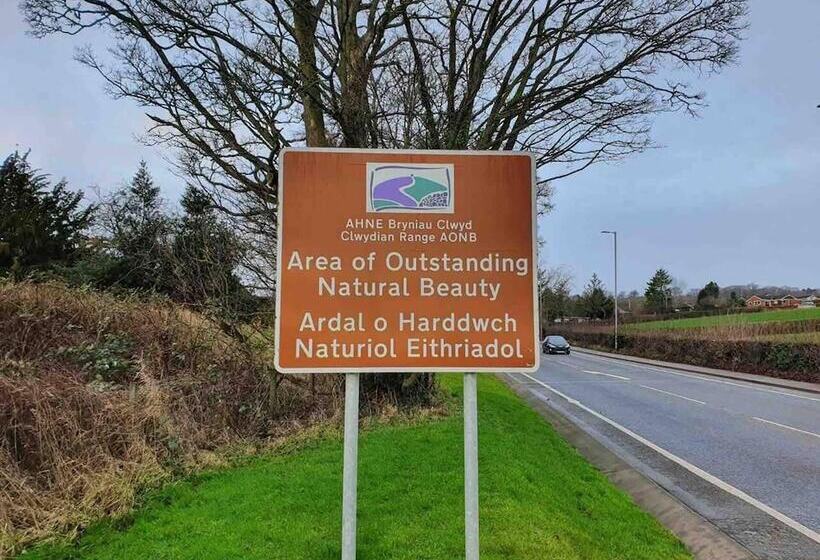 AHNE Bryniau Clwyd
Clwydian Range AONB
Area of Outstanding
Natural Beauty
Ardal o Harddwch
Naturiol Eithriadol